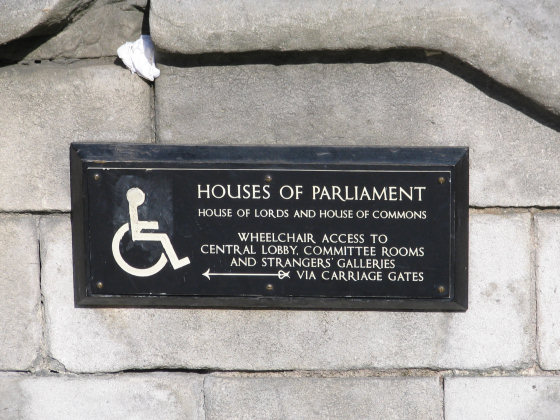 HOUSES OF PARLIAMENT
HOUSE OF LORDS AND HOUSE OF COMMONS
WHEELCHAIR ACCESS TO
CENTRAL LOBBY, COMMITTEE ROOMS
AND STRANGERS' GALLERIES
VIA CARRIAGE GATES